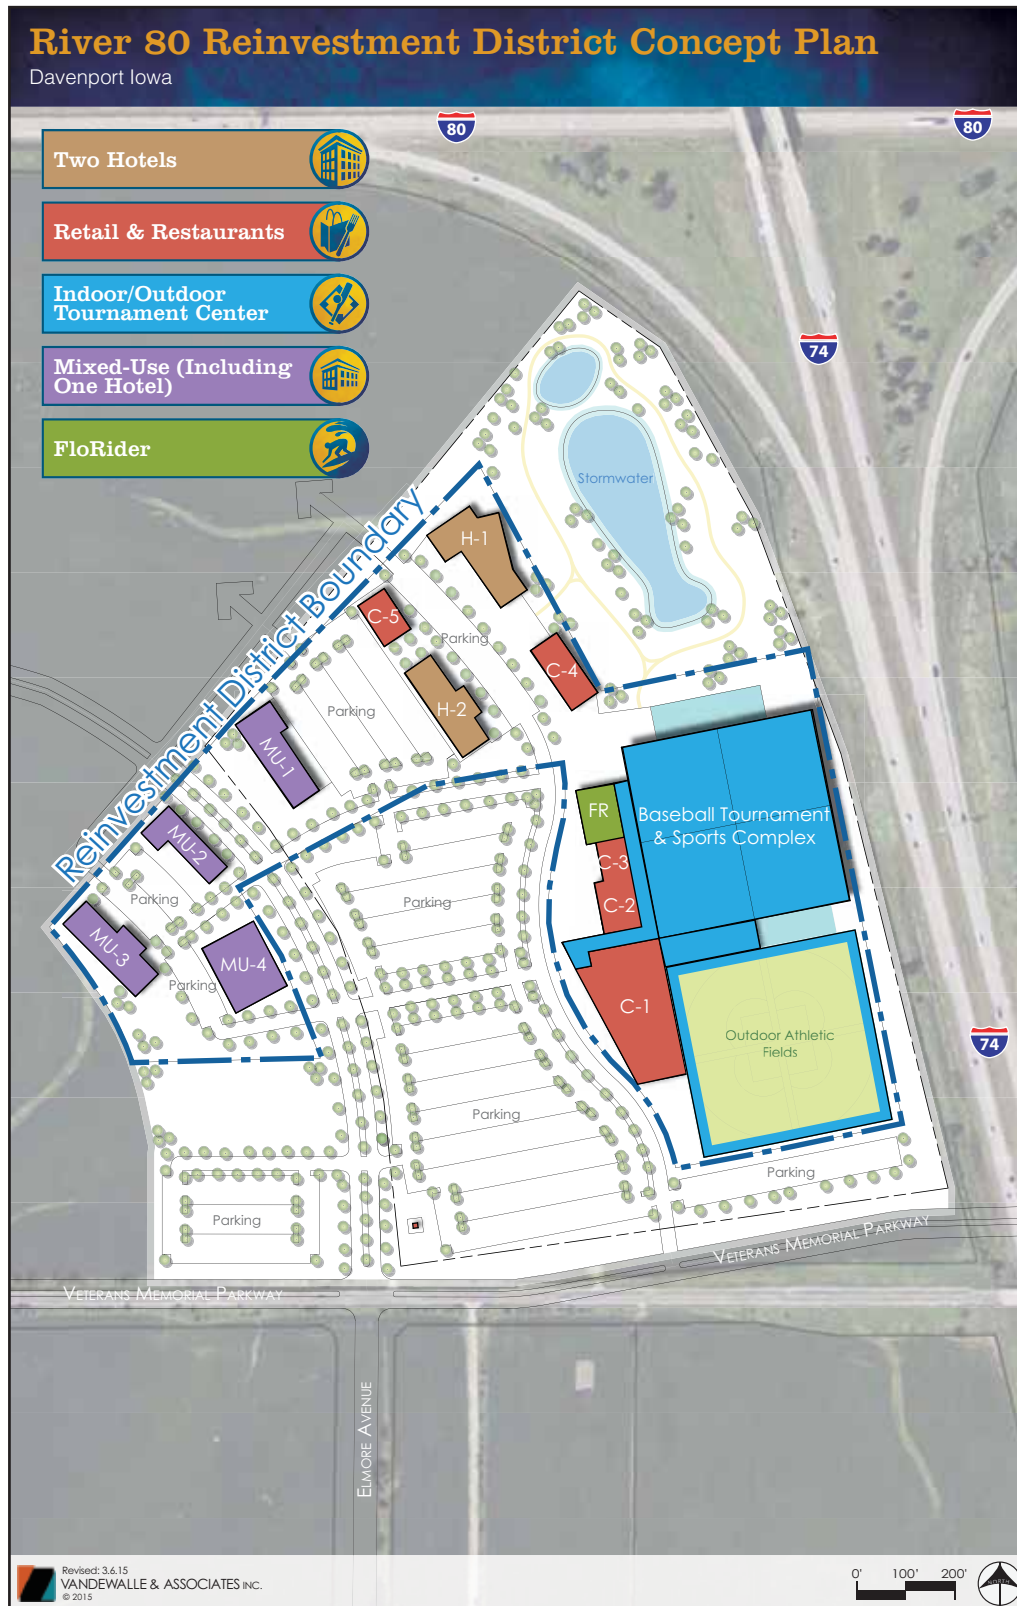 River 80 Reinvestment District Concept Plan
Davenport Iowa
80
80
Two Hotels
Retail & Restaurants
Indoor/Outdoor
Tournament Center
Mixed-Use (Including
One Hotel)
FloRider
74
Stormwater
Reinvestment District Boundary
H-1
C-5
Parking
C-4
H-2
Parking
MU-1
MU-2
FR
Baseball Tournament
& Sports Complex
C-3
C-2
Parking
Parking
MU-3
MU-4
Parking
C-1
Outdoor Athletic
Fields
74
Parking
Parking
Parking
Veterans Memorial Parkway
Veterans Memorial Parkway
Elmore Avenue
Revised: 3.6.15
VANDEWALLE & ASSOCIATES INC.
© 2015
0' 100' 200'
NORTH